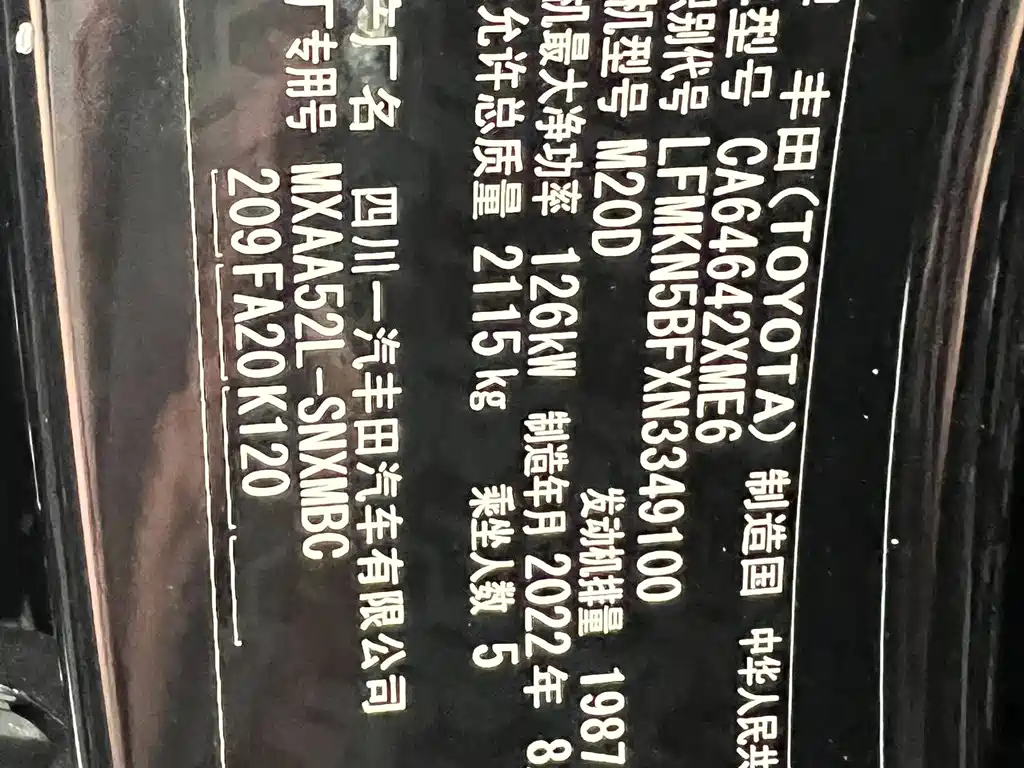 丰田(TOYOTA) 制造国 中华人民共
型号 CA64642XME6
识别代号 LFMKN5BFXN3349100
机型号 M20D 发动机排量 1987
机最大净功率 126kW 制造年月 2022年 8
允许总质量 2115kg 乘坐人数 5
产厂名 四川一汽丰田汽车有限公司
厂专用号 MXAA52L-SNXMBC
209FA20K120